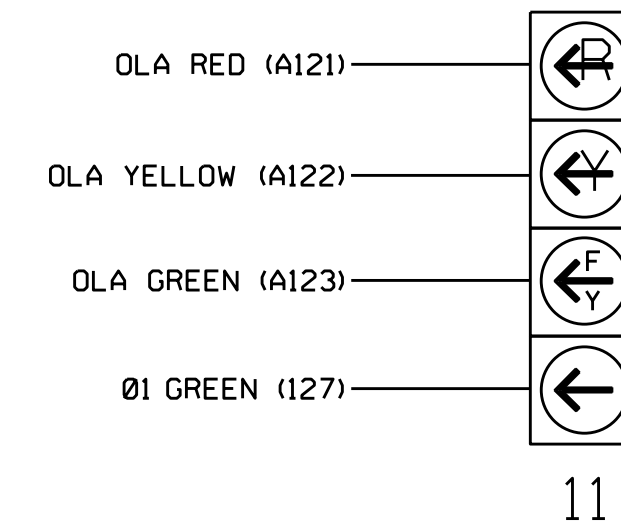 OLA RED (A121)
R
OLA YELLOW (A122)
Y
OLA GREEN (A123)
F
Y
Ø1 GREEN (127)
11